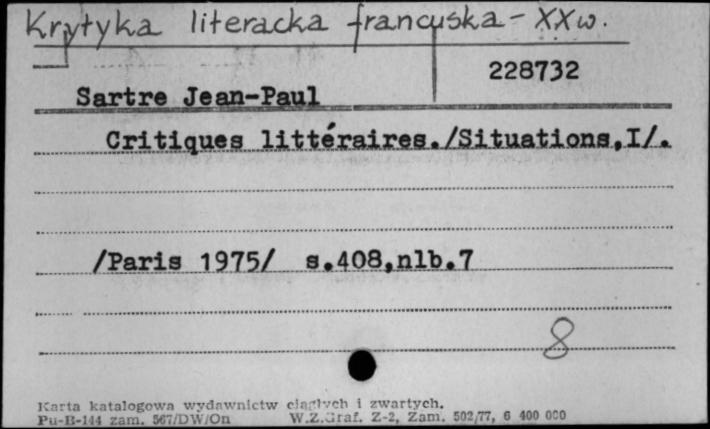 Krytyka literacka francuska - XX w.
228732
Sartre Jean-Paul
Critiques littéraires./Situations,I/.
/Paris 1975/ s.408,nlb.7
8
Karta katalogowa wydawnictw ciągłych i zwartych.
Pu-B-144 zam. 567/DW/On W.Z.Graf. Z-2, Zam. 502/77, 6 400 000